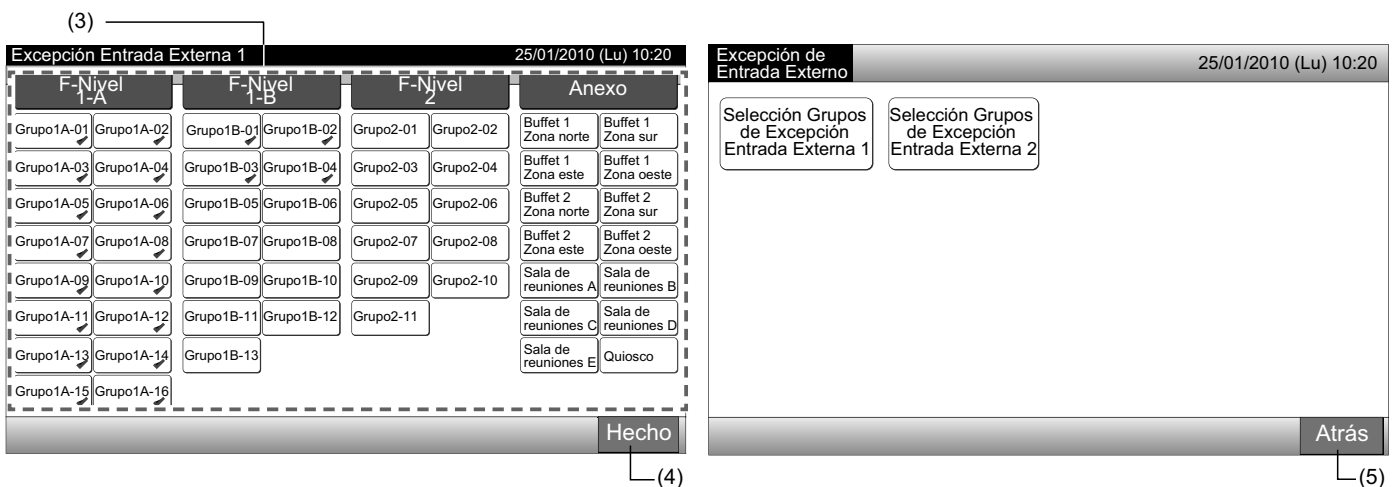 (3)
Excepción Entrada Externa 1 25/01/2010 (Lu) 10:20
F-Nivel
1-A
F-Nivel
1-B
F-Nivel
2
Anexo
Grupo1A-01 Grupo1A-02 Grupo1B-01 Grupo1B-02 Grupo2-01 Grupo2-02
Buffet 1
Zona norte
Buffet 1
Zona sur
Grupo1A-03 Grupo1A-04 Grupo1B-03 Grupo1B-04 Grupo2-03 Grupo2-04
Buffet 1
Zona este
Buffet 1
Zona oeste
Grupo1A-05 Grupo1A-06 Grupo1B-05 Grupo1B-06 Grupo2-05 Grupo2-06
Buffet 2
Zona norte
Buffet 2
Zona sur
Grupo1A-07 Grupo1A-08 Grupo1B-07 Grupo1B-08 Grupo2-07 Grupo2-08
Buffet 2
Zona este
Buffet 2
Zona oeste
Grupo1A-09 Grupo1A-10 Grupo1B-09 Grupo1B-10 Grupo2-09 Grupo2-10
Sala de
reuniones A
Sala de
reuniones B
Grupo1A-11 Grupo1A-12 Grupo1B-11 Grupo1B-12 Grupo2-11
Sala de
reuniones C
Sala de
reuniones D
Grupo1A-13 Grupo1A-14 Grupo1B-13
Sala de
reuniones E
Quiosco
Grupo1A-15 Grupo1A-16
Hecho
(4)
Excepción de
Entrada Externo
25/01/2010 (Lu) 10:20
Selección Grupos
de Excepción
Entrada Externa 1
Selección Grupos
de Excepción
Entrada Externa 2
Atrás
(5)